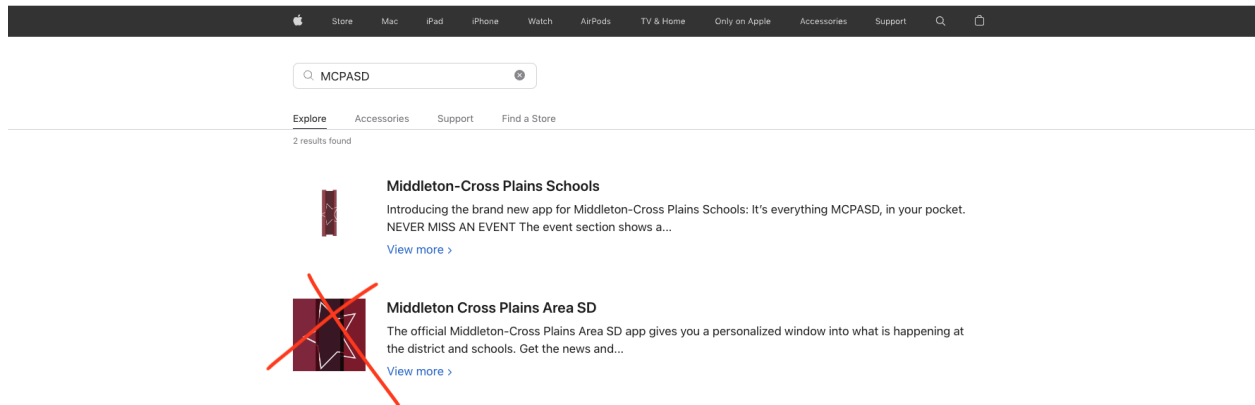 Store Mac iPad iPhone Watch AirPods TV & Home Only on Apple Accessories Support
MCPASD
Explore Accessories Support Find a Store
2 results found
Middleton-Cross Plains Schools
Introducing the brand new app for Middleton-Cross Plains Schools: It's everything MCPASD, in your pocket.
NEVER MISS AN EVENT The event section shows a...
View more >
Middleton Cross Plains Area SD
The official Middleton-Cross Plains Area SD app gives you a personalized window into what is happening at
the district and schools. Get the news and...
View more >